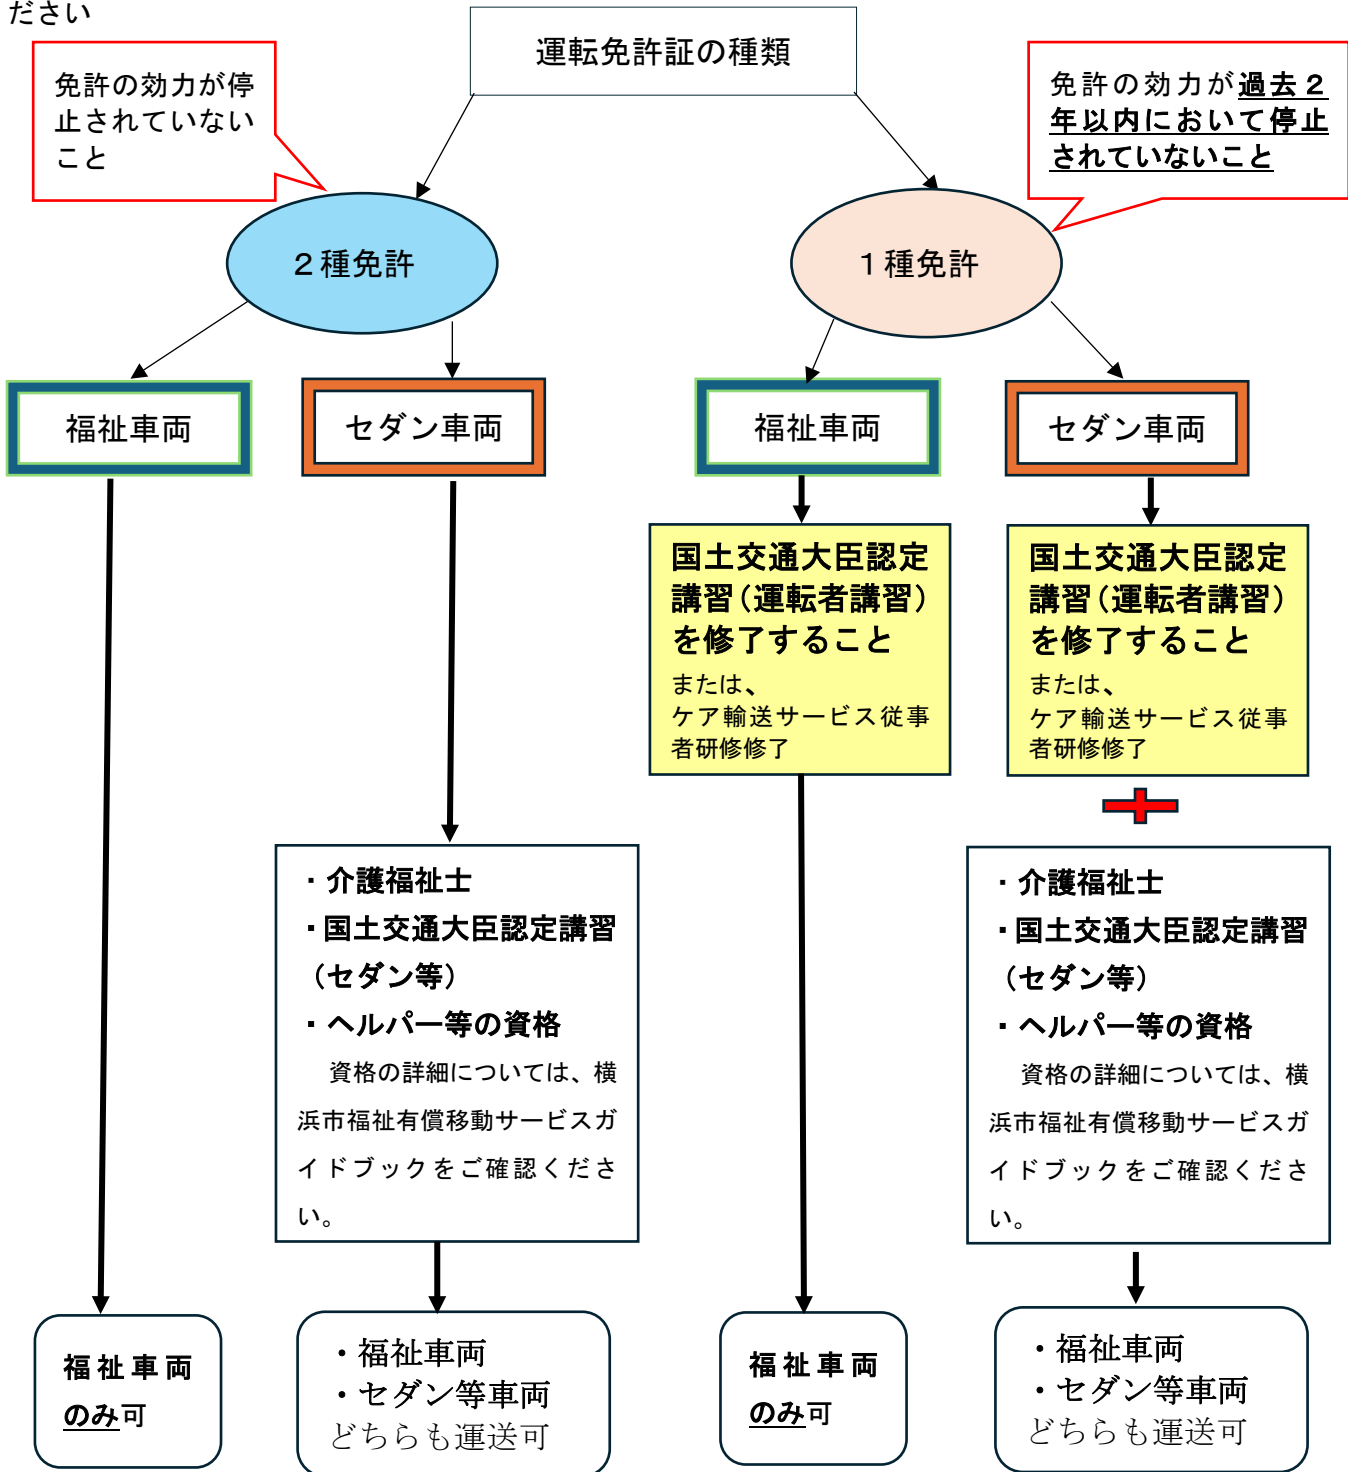 ださい
運転免許証の種類
免許の効力が停
止されていない
こと
免許の効力が過去２
年以内において停止
されていないこと
２種免許
１種免許
福祉車両
セダン車両
福祉車両
セダン車両
国土交通大臣認定
講習（運転者講習）
を修了すること
または、
ケア輸送サービス従事
者研修修了
国土交通大臣認定
講習（運転者講習）
を修了すること
または、
ケア輸送サービス従事
者研修修了
・介護福祉士
・国土交通大臣認定講習
（セダン等）
・ヘルパー等の資格
資格の詳細については、横
浜市福祉有償移動サービスガ
イドブックをご確認くださ
い。
・介護福祉士
・国土交通大臣認定講習
（セダン等）
・ヘルパー等の資格
資格の詳細については、横
浜市福祉有償移動サービスガ
イドブックをご確認くださ
い。
福祉車両
のみ可
・福祉車両
・セダン等車両
どちらも運送可
福祉車両
のみ可
・福祉車両
・セダン等車両
どちらも運送可